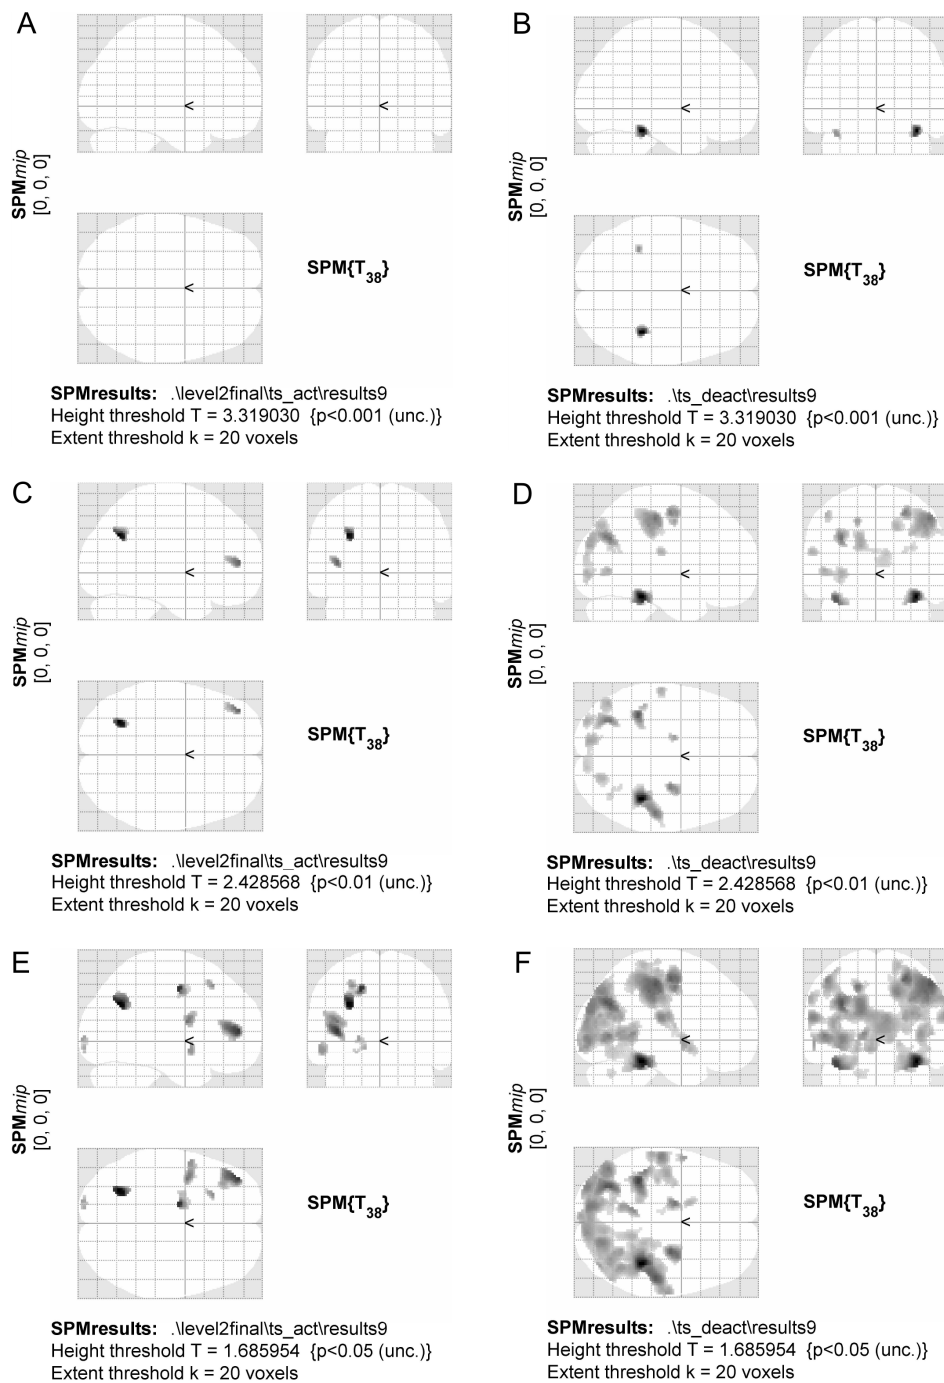 A
<
<
SPMmip
[0, 0, 0]
<
SPM{T38}
SPMresults: .\level2final\ts_act\results9
Height threshold T = 3.319030 {p<0.001 (unc.)}
Extent threshold k = 20 voxels
B
<
<
SPMmip
[0, 0, 0]
<
SPM{T38}
SPMresults: .\ts_deact\results9
Height threshold T = 3.319030 {p<0.001 (unc.)}
Extent threshold k = 20 voxels
C
<
<
SPMmip
[0, 0, 0]
<
SPM{T38}
SPMresults: .\level2final\ts_act\results9
Height threshold T = 2.428568 {p<0.01 (unc.)}
Extent threshold k = 20 voxels
D
<
<
SPMmip
[0, 0, 0]
<
SPM{T38}
SPMresults: .\ts_deact\results9
Height threshold T = 2.428568 {p<0.01 (unc.)}
Extent threshold k = 20 voxels
E
<
<
SPMmip
[0, 0, 0]
<
SPM{T38}
SPMresults: .\level2final\ts_act\results9
Height threshold T = 1.685954 {p<0.05 (unc.)}
Extent threshold k = 20 voxels
F
<
<
SPMmip
[0, 0, 0]
<
SPM{T38}
SPMresults: .\ts_deact\results9
Height threshold T = 1.685954 {p<0.05 (unc.)}
Extent threshold k = 20 voxels